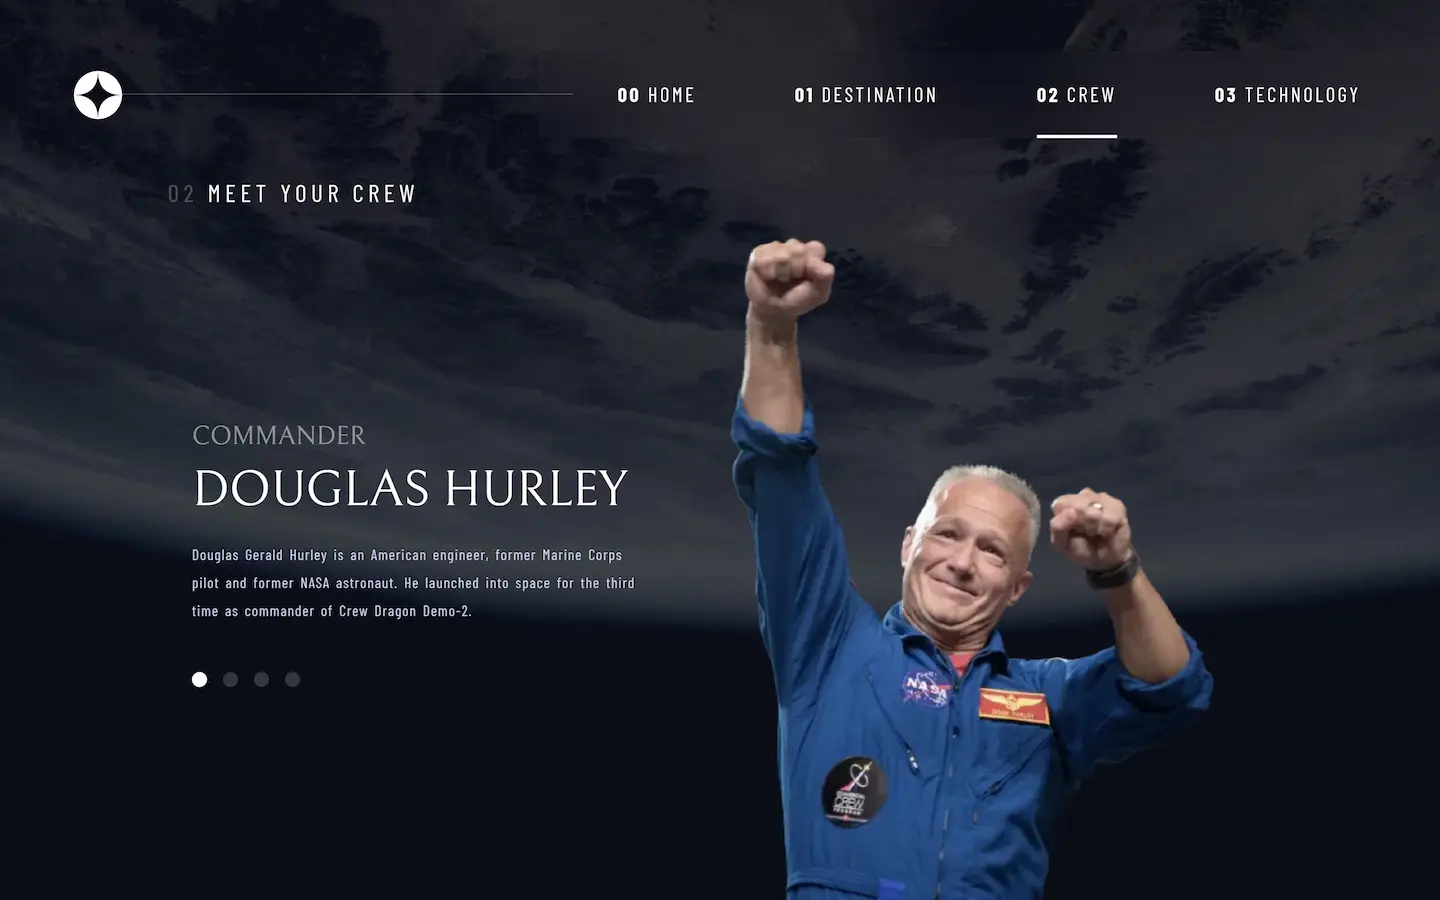 00 HOME
01 DESTINATION
02 CREW
03 TECHNOLOGY
02 MEET YOUR CREW
COMMANDER
DOUGLAS HURLEY
Douglas Gerald Hurley is an American engineer, former Marine Corps
pilot and former NASA astronaut. He launched into space for the third
time as commander of Crew Dragon Demo-2.
NASA
CREW
PROGRAM